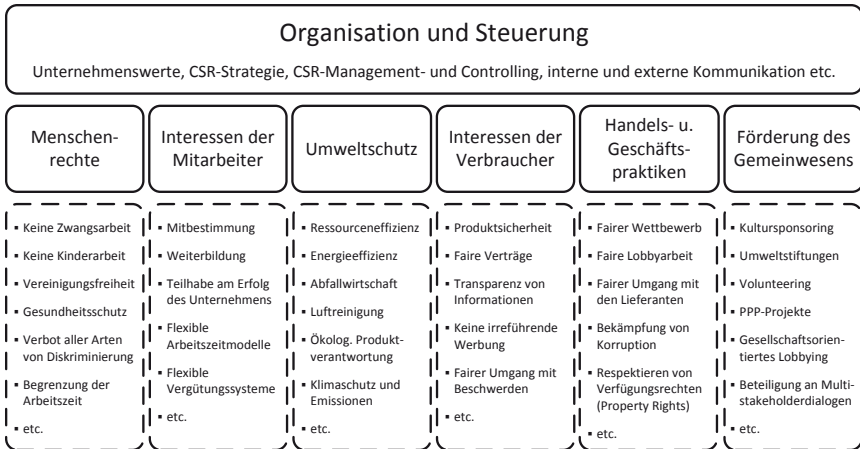 Organisation und Steuerung
Unternehmenswerte, CSR-Strategie, CSR-Management- und Controlling, interne und externe Kommunikation etc.
Menschen-
rechte
Interessen der
Mitarbeiter
Umweltschutz
Interessen der
Verbraucher
Handels- u.
Geschäfts-
praktiken
Förderung des
Gemeinwesens
▪ Keine Zwangsarbeit
▪ Keine Kinderarbeit
▪ Vereinigungsfreiheit
▪ Gesundheitsschutz
▪ Verbot aller Arten
von Diskriminierung
▪ Begrenzung der
Arbeitszeit
▪ etc.
▪ Mitbestimmung
▪ Weiterbildung
▪ Teilhabe am Erfolg
des Unternehmens
▪ Flexible
Arbeitszeitmodelle
▪ Flexible
Vergütungssysteme
▪ etc.
▪ Ressourceneffizienz
▪ Energieeffizienz
▪ Abfallwirtschaft
▪ Luftreinigung
▪ Ökolog. Produkt-
verantwortung
▪ Klimaschutz und
Emissionen
▪ etc.
▪ Produktsicherheit
▪ Faire Verträge
▪ Transparenz von
Informationen
▪ Keine irreführende
Werbung
▪ Fairer Umgang mit
Beschwerden
▪ etc.
▪ Fairer Wettbewerb
▪ Faire Lobbyarbeit
▪ Fairer Umgang mit
den Lieferanten
▪ Bekämpfung von
Korruption
▪ Respektieren von
Verfügungsrechten
(Property Rights)
▪ etc.
▪ Kultursponsoring
▪ Umweltstiftungen
▪ Volunteering
▪ PPP-Projekte
▪ Gesellschaftsorien-
tiertes Lobbying
▪ Beteiligung an Multi-
stakeholderdialogen
▪ etc.